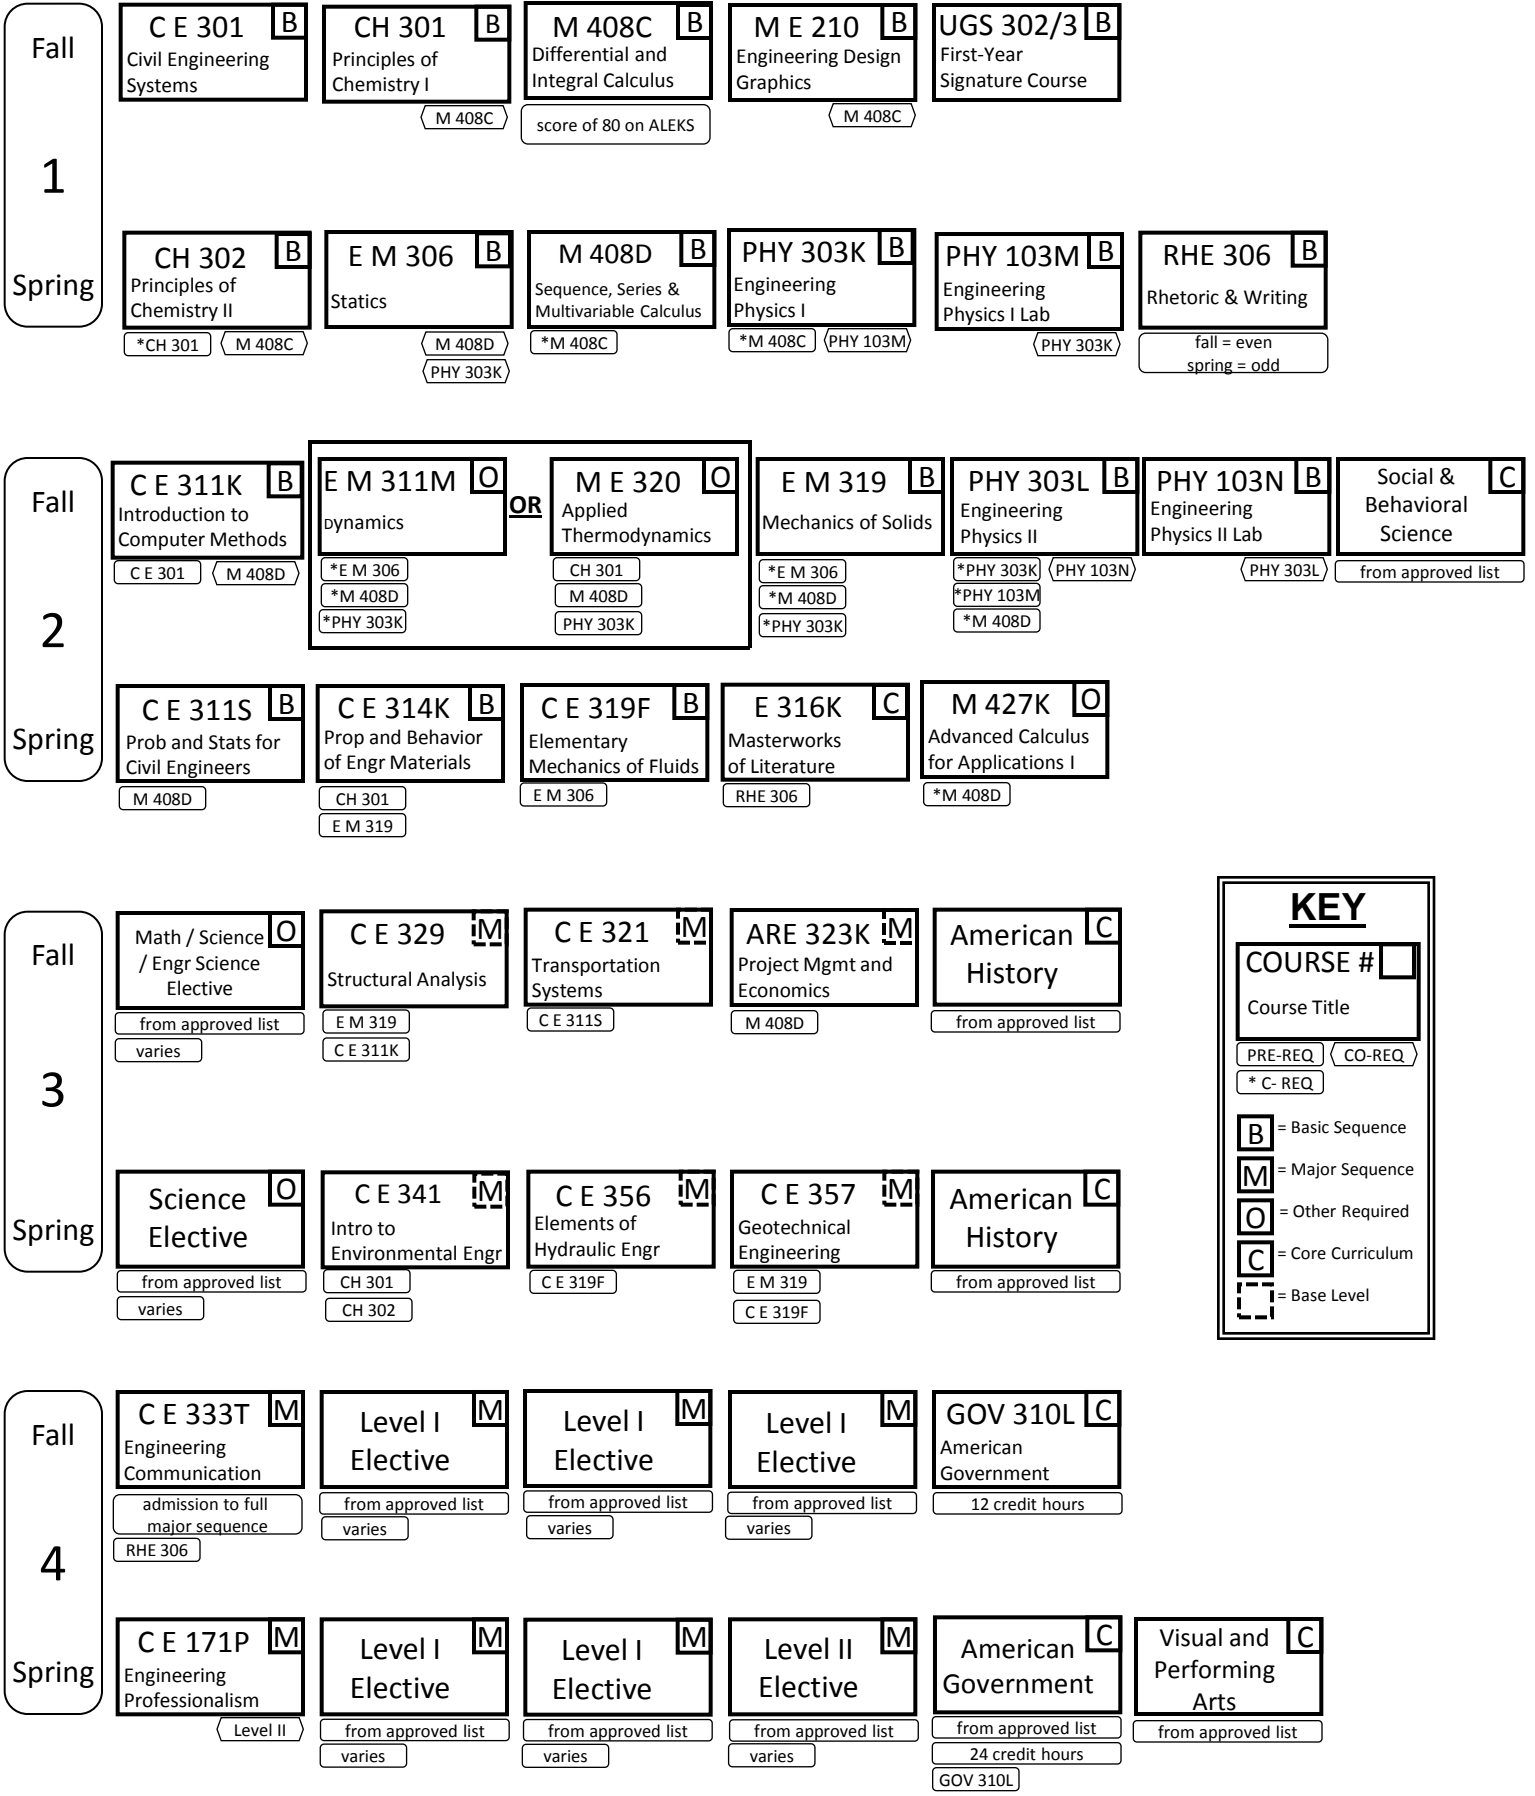 Fall
1
Spring
C E 301
B
Civil Engineering
Systems
CH 301
B
Principles of
Chemistry I
M 408C
M 408C
B
Differential and
Integral Calculus
score of 80 on ALEKS
M E 210
B
Engineering Design
Graphics
M 408C
UGS 302/3
B
First-Year
Signature Course
CH 302
B
Principles of
Chemistry II
*CH 301
M 408C
E M 306
B
Statics
M 408D
PHY 303K
M 408D
B
Sequence, Series &
Multivariable Calculus
*M 408C
PHY 303K
B
Engineering
Physics I
*M 408C
PHY 103M
PHY 103M
B
Engineering
Physics I Lab
PHY 303K
RHE 306
B
Rhetoric & Writing
fall = even
spring = odd
Fall
2
Spring
C E 311K
B
Introduction to
Computer Methods
C E 301
M 408D
E M 311M
O
Dynamics
*E M 306
*M 408D
*PHY 303K
OR
M E 320
O
Applied
Thermodynamics
CH 301
M 408D
PHY 303K
E M 319
B
Mechanics of Solids
*E M 306
*M 408D
*PHY 303K
PHY 303L
B
Engineering
Physics II
*PHY 303K
PHY 103N
*PHY 103M
*M 408D
PHY 103N
B
Engineering
Physics II Lab
PHY 303L
Social &
Behavioral
Science
C
from approved list
C E 311S
B
Prob and Stats for
Civil Engineers
M 408D
C E 314K
B
Prop and Behavior
of Engr Materials
CH 301
E M 319
C E 319F
B
Elementary
Mechanics of Fluids
E M 306
E 316K
C
Masterworks
of Literature
RHE 306
M 427K
O
Advanced Calculus
for Applications I
*M 408D
Fall
3
Spring
Math / Science
/ Engr Science
Elective
O
from approved list
varies
C E 329
M
Structural Analysis
E M 319
C E 311K
C E 321
M
Transportation
Systems
C E 311S
ARE 323K
M
Project Mgmt and
Economics
M 408D
American
History
C
from approved list
Science
Elective
O
from approved list
varies
C E 341
M
Intro to
Environmental Engr
CH 301
CH 302
C E 356
M
Elements of
Hydraulic Engr
C E 319F
C E 357
M
Geotechnical
Engineering
E M 319
C E 319F
American
History
C
from approved list
KEY
COURSE #
Course Title
PRE-REQ
CO-REQ
* C- REQ
B
= Basic Sequence
M
= Major Sequence
O
= Other Required
C
= Core Curriculum
= Base Level
Fall
4
Spring
C E 333T
M
Engineering
Communication
admission to full
major sequence
RHE 306
Level I
Elective
M
from approved list
varies
Level I
Elective
M
from approved list
varies
Level I
Elective
M
from approved list
varies
GOV 310L
C
American
Government
12 credit hours
C E 171P
M
Engineering
Professionalism
Level II
Level I
Elective
M
from approved list
varies
Level I
Elective
M
from approved list
varies
Level II
Elective
M
from approved list
varies
American
Government
C
from approved list
24 credit hours
GOV 310L
Visual and
Performing
Arts
C
from approved list